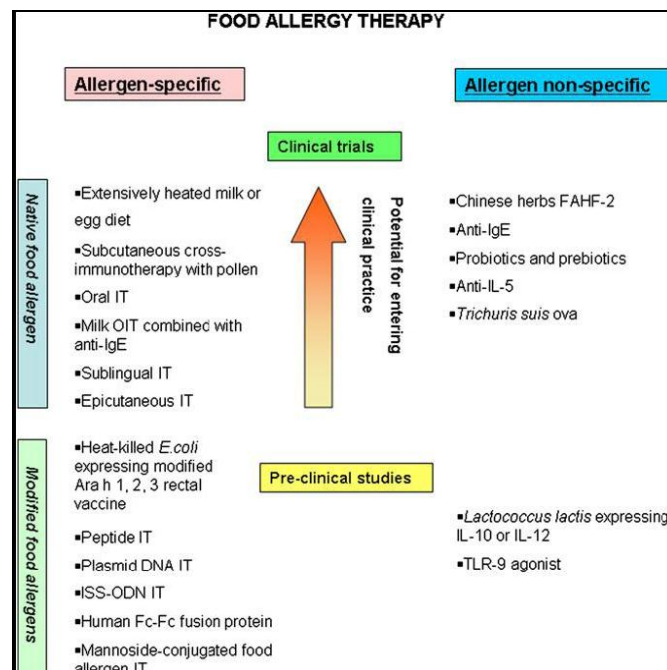 FOOD ALLERGY THERAPY
Allergen-specific
Allergen non-specific
Clinical trials
Native food allergen
▪Extensively heated milk or
egg diet
▪Subcutaneous cross-
immunotherapy with pollen
▪Oral IT
▪Milk OIT combined with
anti-IgE
▪Sublingual IT
▪Epicutaneous IT
Potential for entering
clinical practice
▪Chinese herbs FAHF-2
▪Anti-IgE
▪Probiotics and prebiotics
▪Anti-IL-5
▪Trichuris suis ova
Modified food allergens
▪Heat-killed E.coli
expressing modified
Ara h 1, 2, 3 rectal
vaccine
▪Peptide IT
▪Plasmid DNA IT
▪ISS-ODN IT
▪Human Fc-Fc fusion protein
▪Mannoside-conjugated food
allergen IT
Pre-clinical studies
▪Lactococcus lactis expressing
IL-10 or IL-12
▪TLR-9 agonist